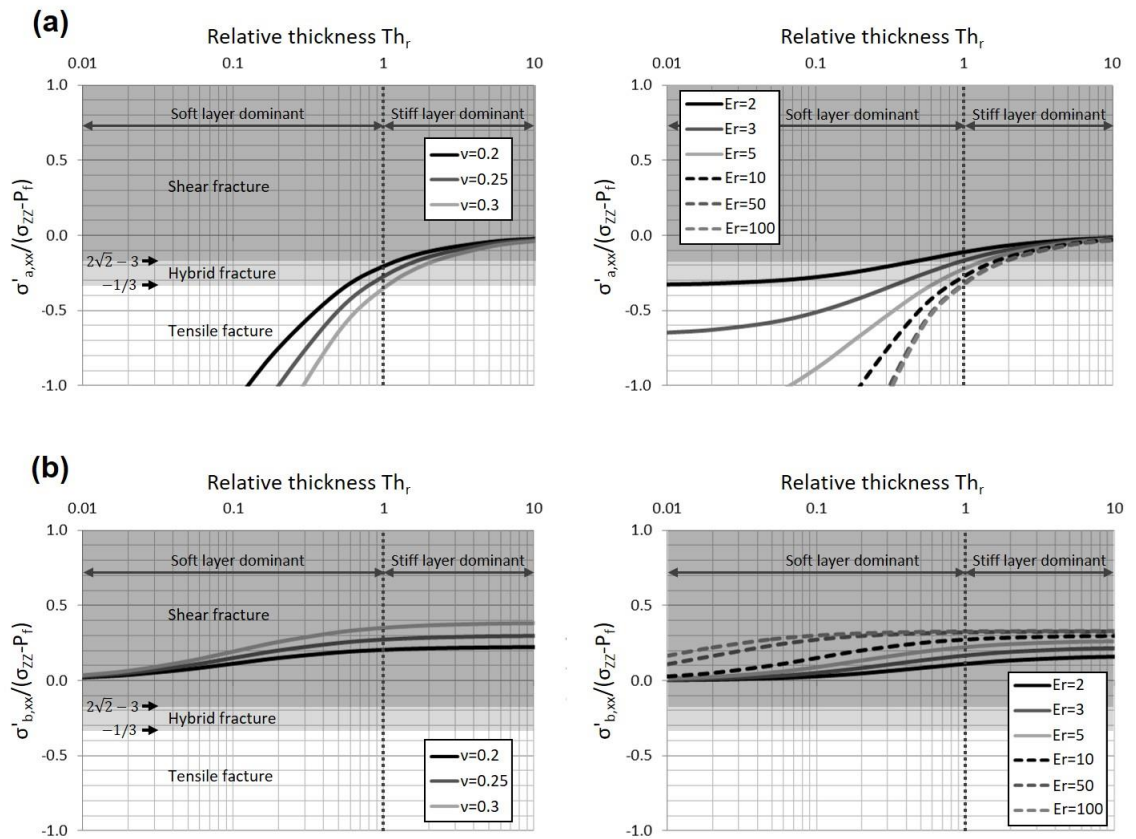 (a)
Relative thickness Thr
0.01 0.1 1 10
1.0
0.5
0.0
-0.5
-1.0
σ'a,xx/(σZZ-Pf)
Soft layer dominant
Stiff layer dominant
ν=0.2
ν=0.25
ν=0.3
Shear fracture
2√2 − 3
Hybrid fracture
−1/3
Tensile facture
Relative thickness Thr
0.01 0.1 1 10
1.0
0.5
0.0
-0.5
-1.0
σ'a,xx/(σZZ-Pf)
Soft layer dominant
Stiff layer dominant
Er=2
Er=3
Er=5
Er=10
Er=50
Er=100
(b)
Relative thickness Thr
0.01 0.1 1 10
1.0
0.5
0.0
-0.5
-1.0
σ'b,xx/(σZZ-Pf)
Soft layer dominant
Stiff layer dominant
Shear fracture
2√2 − 3
Hybrid fracture
−1/3
Tensile facture
ν=0.2
ν=0.25
ν=0.3
Relative thickness Thr
0.01 0.1 1 10
1.0
0.5
0.0
-0.5
-1.0
σ'b,xx/(σZZ-Pf)
Soft layer dominant
Stiff layer dominant
Er=2
Er=3
Er=5
Er=10
Er=50
Er=100